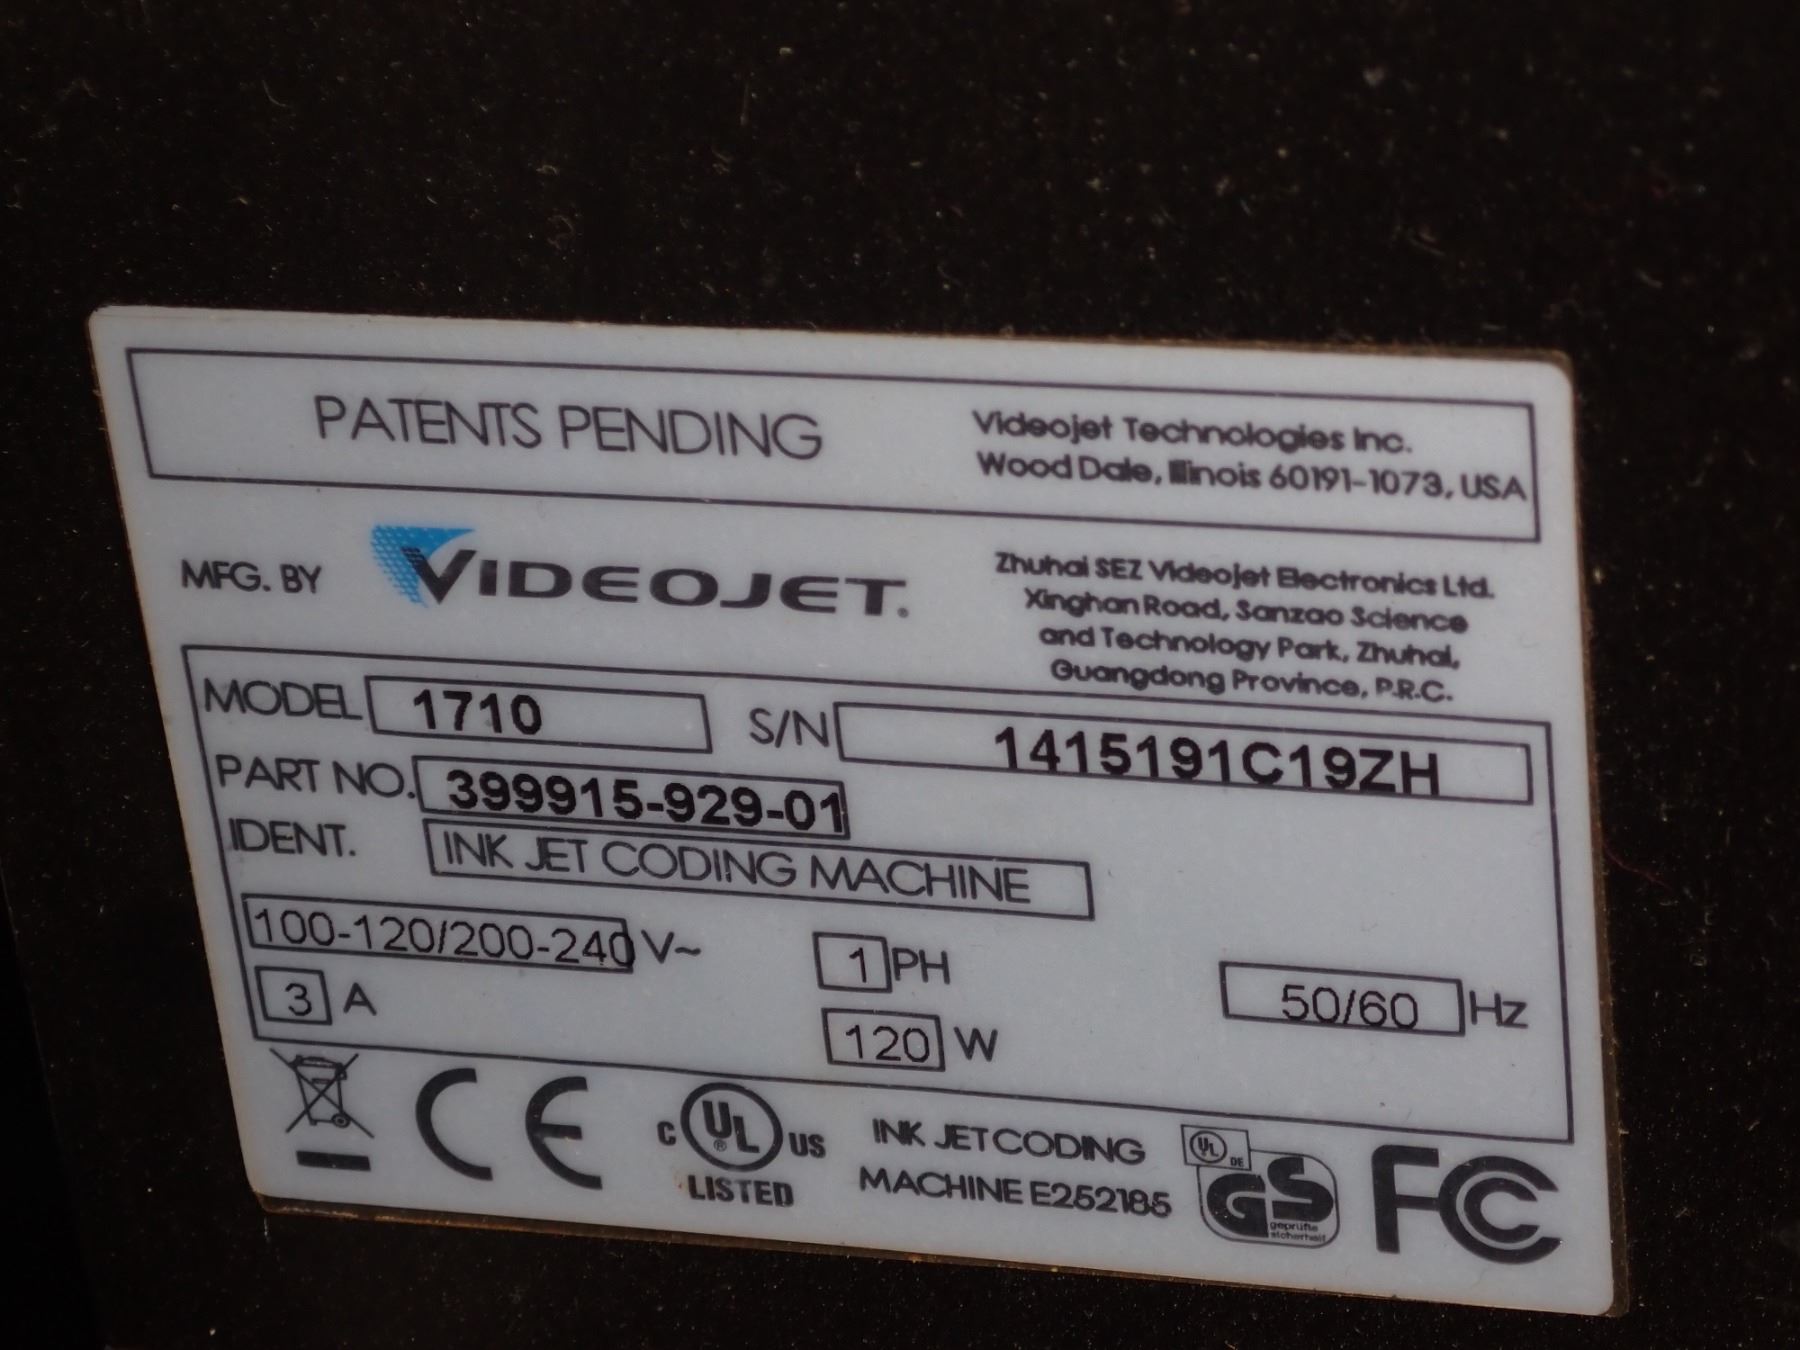 PATENTS PENDING
Videojet Technologies Inc.
Wood Dale, Illinois 60191-1073, USA
MFG. BY VIDEOJET.
Zhuhai SEZ Videojet Electronics Ltd.
Xinghan Road, Sanzao Science
and Technology Park, Zhuhai,
Guangdong Province, P.R.C.
MODEL 1710 S/N 1415191C19ZH
PART NO. 399915-929-01
IDENT. INK JET CODING MACHINE
100-120/200-240 V~ 1 PH 50/60 Hz
3 A 120 W
CE
C UL ® US
LISTED
INK JET CODING
MACHINE E252185
UL DE
GS
geprüfte
sicherheit
FC